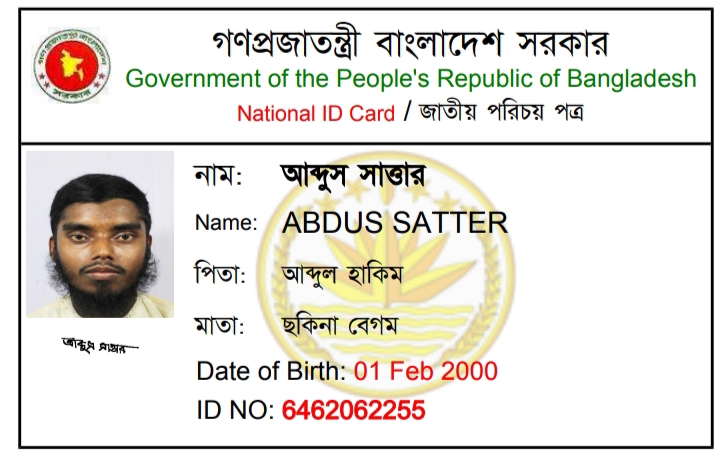 গণপ্রজাতন্ত্রী বাংলাদেশ সরকার
Government of the People's Republic of Bangladesh
National ID Card / জাতীয় পরিচয় পত্র
নাম: আব্দুস সাত্তার
Name: ABDUS SATTER
পিতা: আব্দুল হাকিম
মাতা: ছকিনা বেগম
Date of Birth: 01 Feb 2000
ID NO: 6462062255